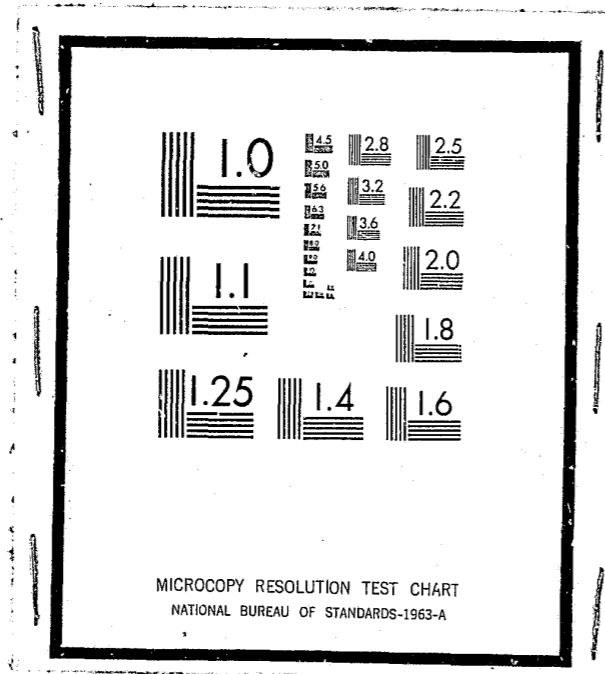 1.0
4.5 2.8 2.5
5.0
5.6 3.2 2.2
6.3
7.1 3.6
8.0
4.0 2.0
1.1
1.8
1.25 1.4 1.6
MICROCOPY RESOLUTION TEST CHART
NATIONAL BUREAU OF STANDARDS-1963-A